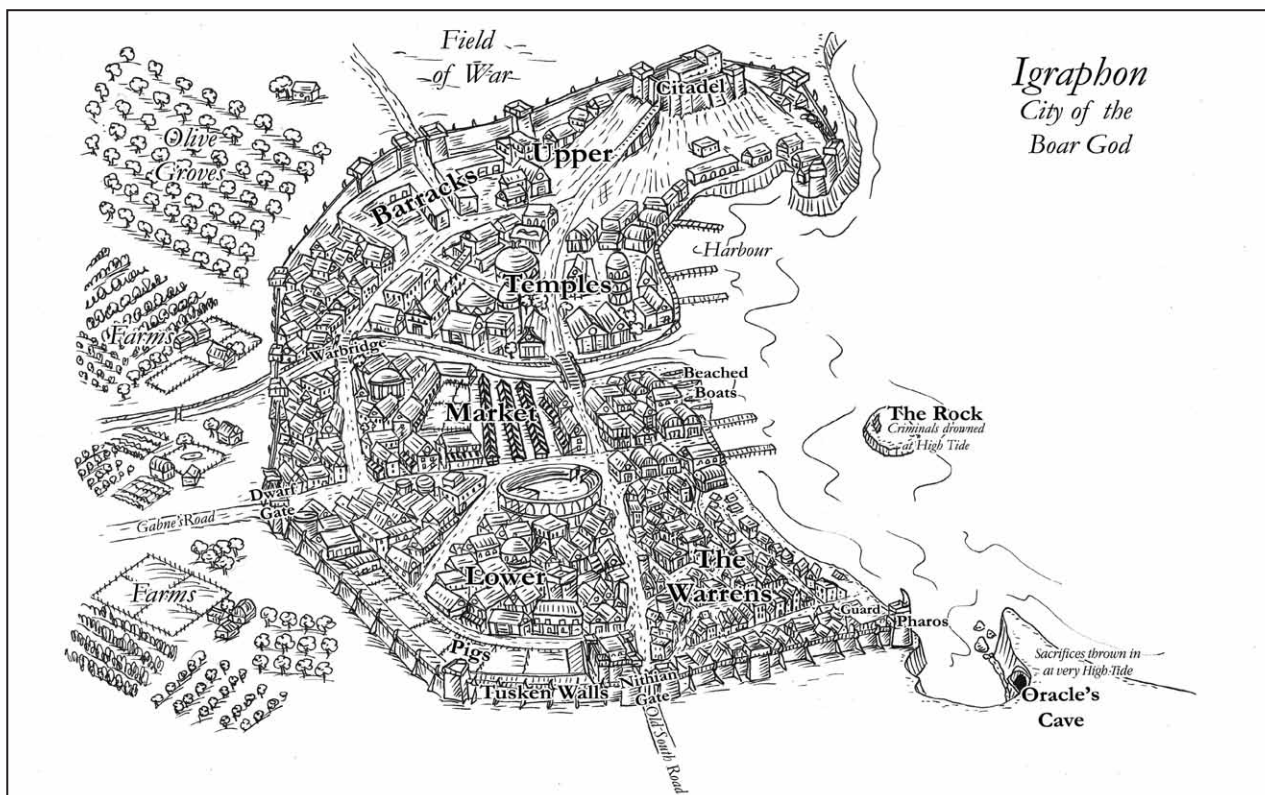 Field
of War
Igraphon
City of the
Boar God
Citadel
Olive
Groves
Upper
Barracks
Harbour
Temples
Farms
Warbridge
Beached
Boats
Market
The Rock
Criminals drowned
at High Tide
Dwarf
Gate
Gabne's Road
Lower
The
Warrens
Farms
Guard
Pharos
Pigs
Sacrifices thrown in
at very High Tide
Oracle's
Cave
Tusken Walls
Nithian
Gate
Old South Road